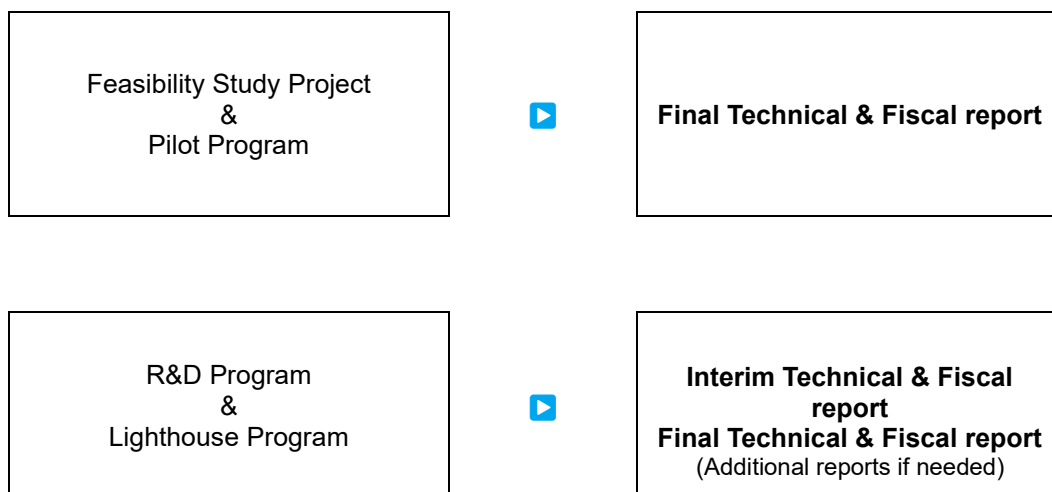 Feasibility Study Project
&
Pilot Program
Final Technical & Fiscal report
R&D Program
&
Lighthouse Program
Interim Technical & Fiscal
report
Final Technical & Fiscal report
(Additional reports if needed)